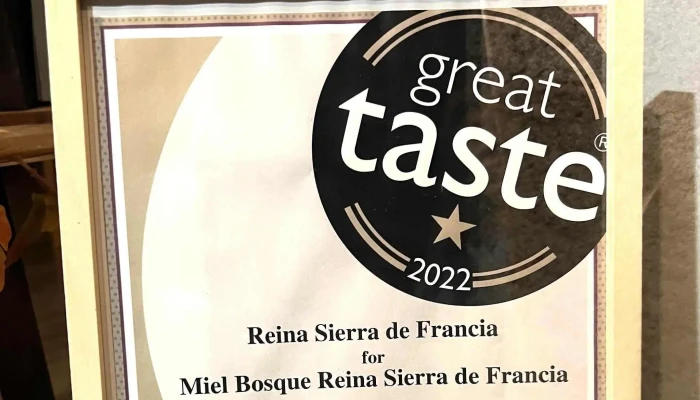 great
taste®
2022
Reina Sierra de Francia
for
Miel Bosque Reina Sierra de Francia